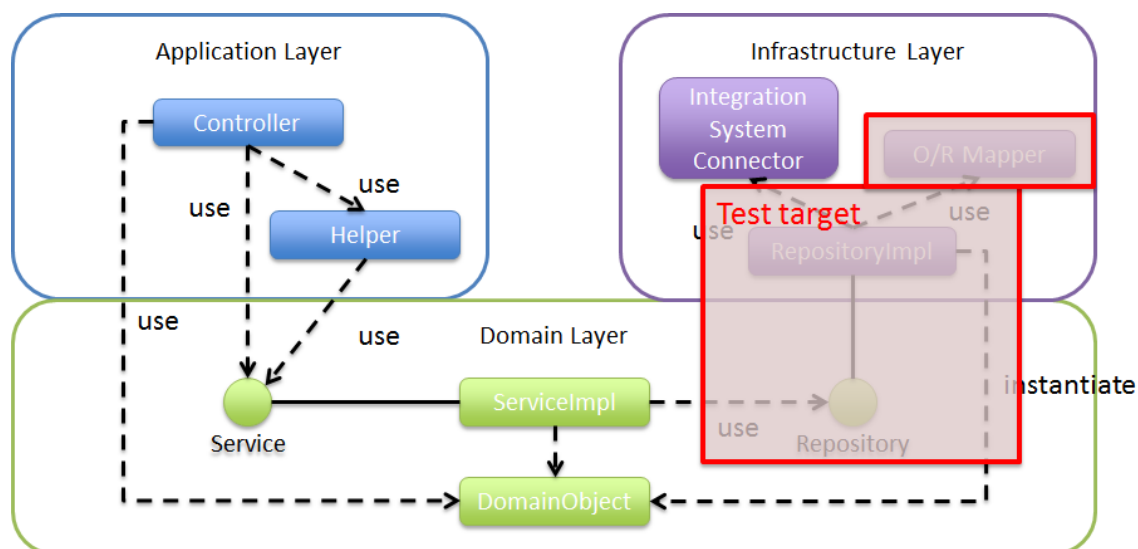 Application Layer
Infrastructure Layer
Controller
Integration
System
Connector
O/R Mapper
use
use
Test target
use
use
Helper
RepositoryImpl
use
use
Domain Layer
instantiate
ServiceImpl
use
Service
Repository
DomainObject